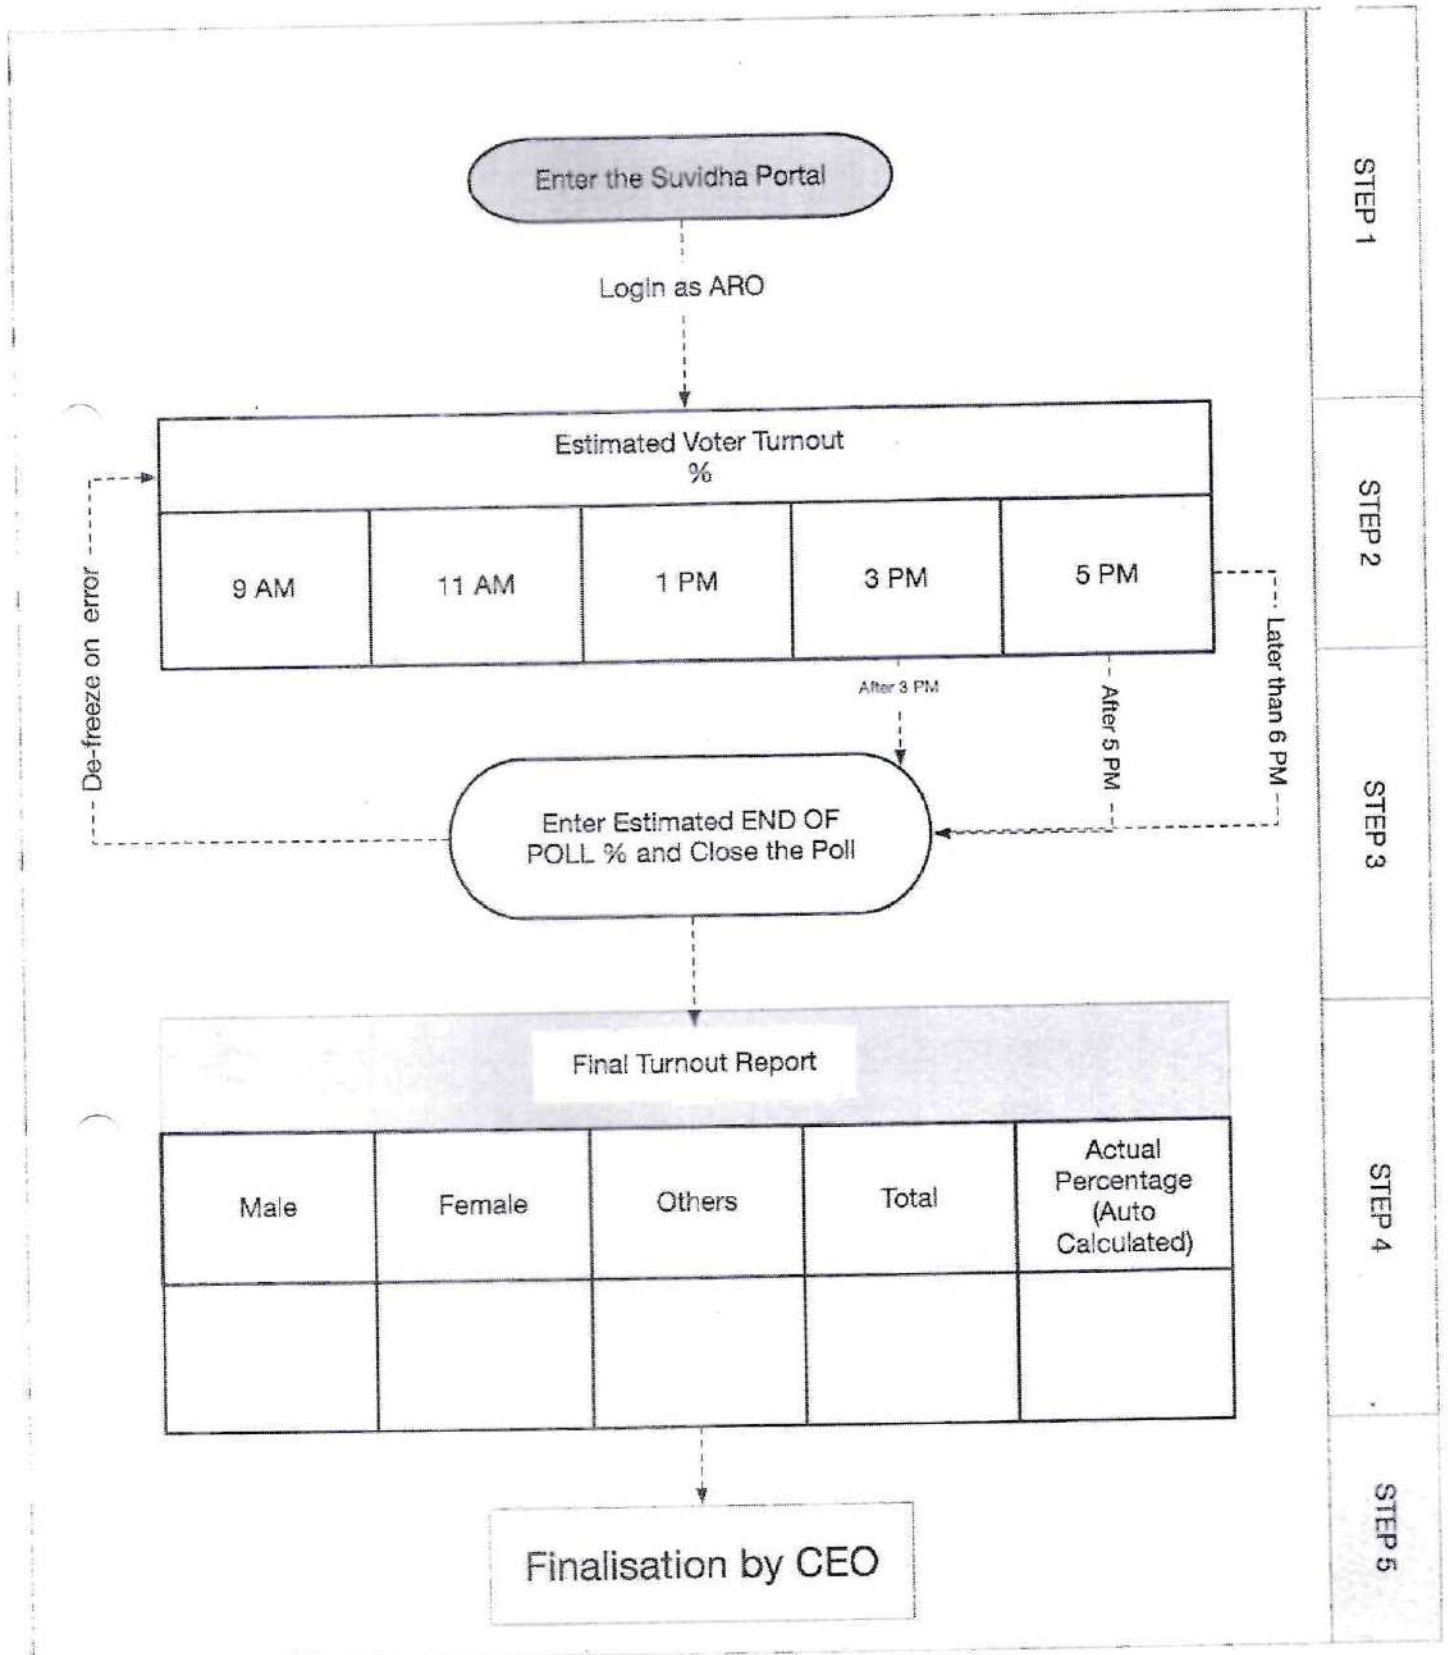 Enter the Suvidha Portal
STEP 1
Login as ARO
Estimated Voter Turnout
%
STEP 2
9 AM
11 AM
1 PM
3 PM
5 PM
De-freeze on error
After 3 PM
After 5 PM
Later than 6 PM
Enter Estimated END OF
POLL % and Close the Poll
STEP 3
Final Turnout Report
Male
Female
Others
Total
Actual
Percentage
(Auto
Calculated)
STEP 4
Finalisation by CEO
STEP 5